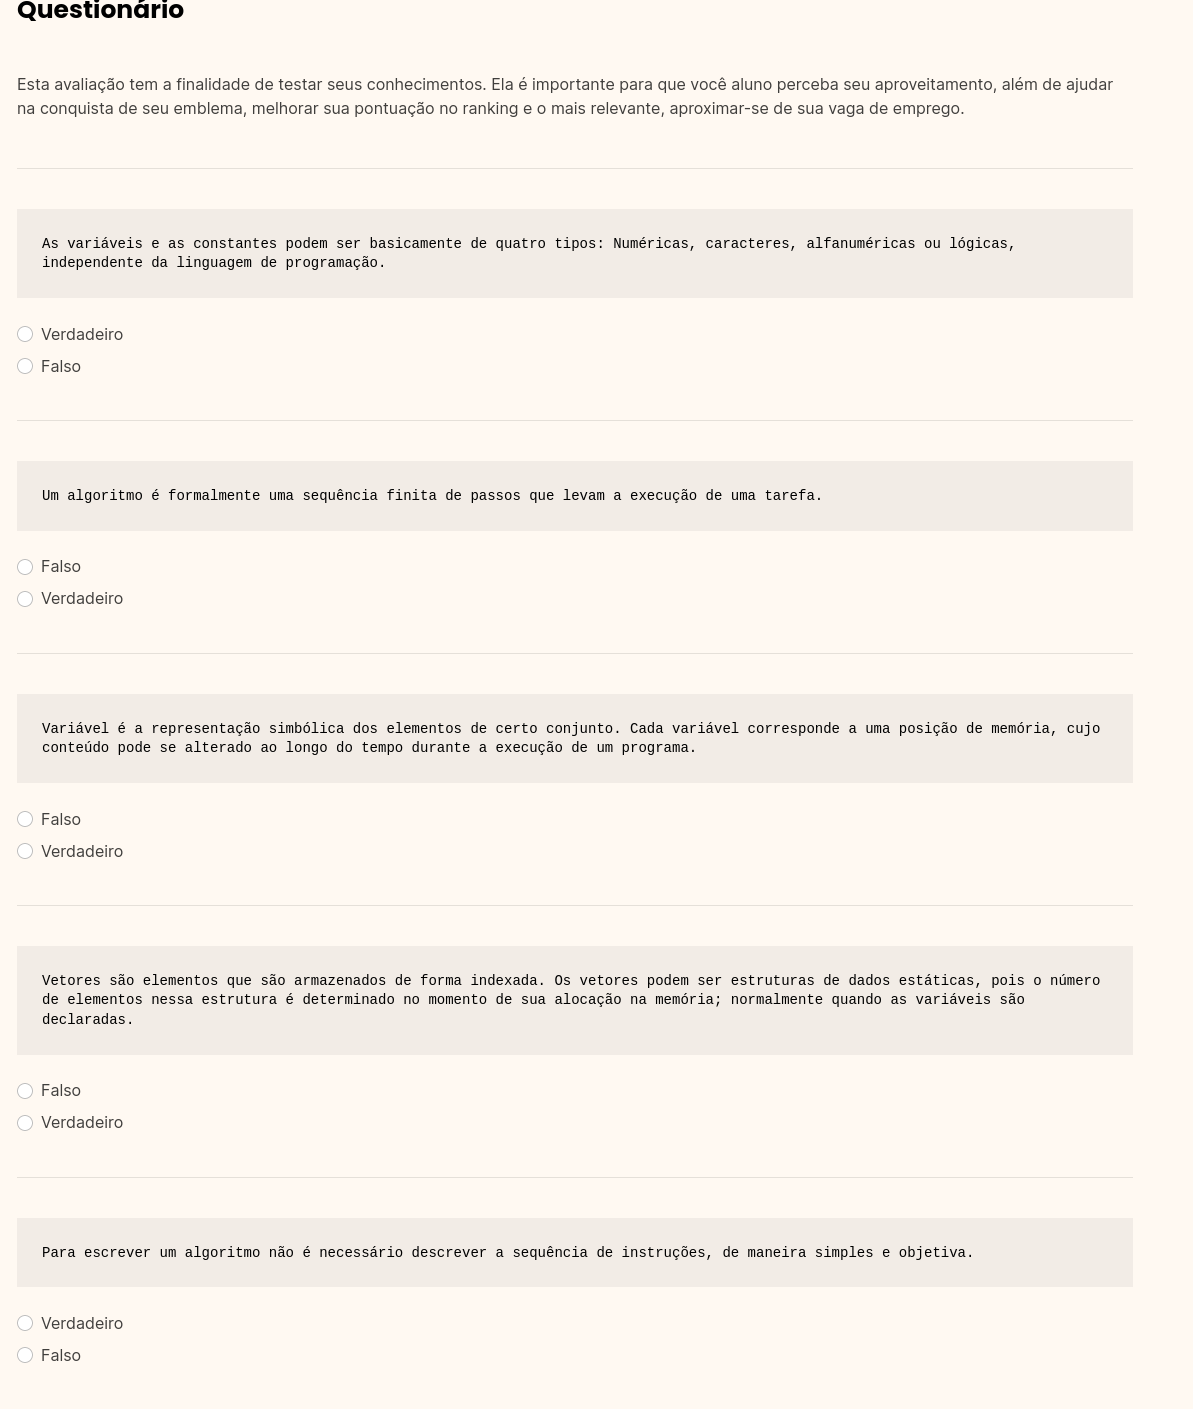 Questionário
Esta avaliação tem a finalidade de testar seus conhecimentos. Ela é importante para que você aluno perceba seu aproveitamento, além de ajudar
na conquista de seu emblema, melhorar sua pontuação no ranking e o mais relevante, aproximar-se de sua vaga de emprego.
As variáveis e as constantes podem ser basicamente de quatro tipos: Numéricas, caracteres, alfanuméricas ou lógicas,
independente da linguagem de programação.
Verdadeiro
Falso
Um algoritmo é formalmente uma sequência finita de passos que levam a execução de uma tarefa.
Falso
Verdadeiro
Variável é a representação simbólica dos elementos de certo conjunto. Cada variável corresponde a uma posição de memória, cujo
conteúdo pode se alterado ao longo do tempo durante a execução de um programa.
Falso
Verdadeiro
Vetores são elementos que são armazenados de forma indexada. Os vetores podem ser estruturas de dados estáticas, pois o número
de elementos nessa estrutura é determinado no momento de sua alocação na memória; normalmente quando as variáveis são
declaradas.
Falso
Verdadeiro
Para escrever um algoritmo não é necessário descrever a sequência de instruções, de maneira simples e objetiva.
Verdadeiro
Falso